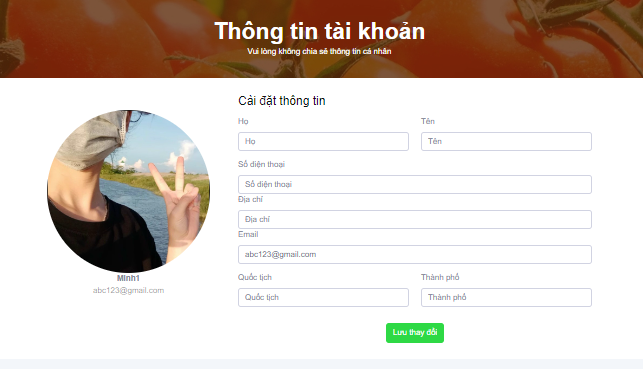 Thông tin tài khoản
Vui lòng không chia sẻ thông tin cá nhân
Cài đặt thông tin
Họ Tên
Họ Tên
Số điện thoại
Số điện thoại
Địa chỉ
Địa chỉ
Email
abc123@gmail.com
Quốc tịch Thành phố
Quốc tịch Thành phố
Lưu thay đổi
Minh1
abc123@gmail.com